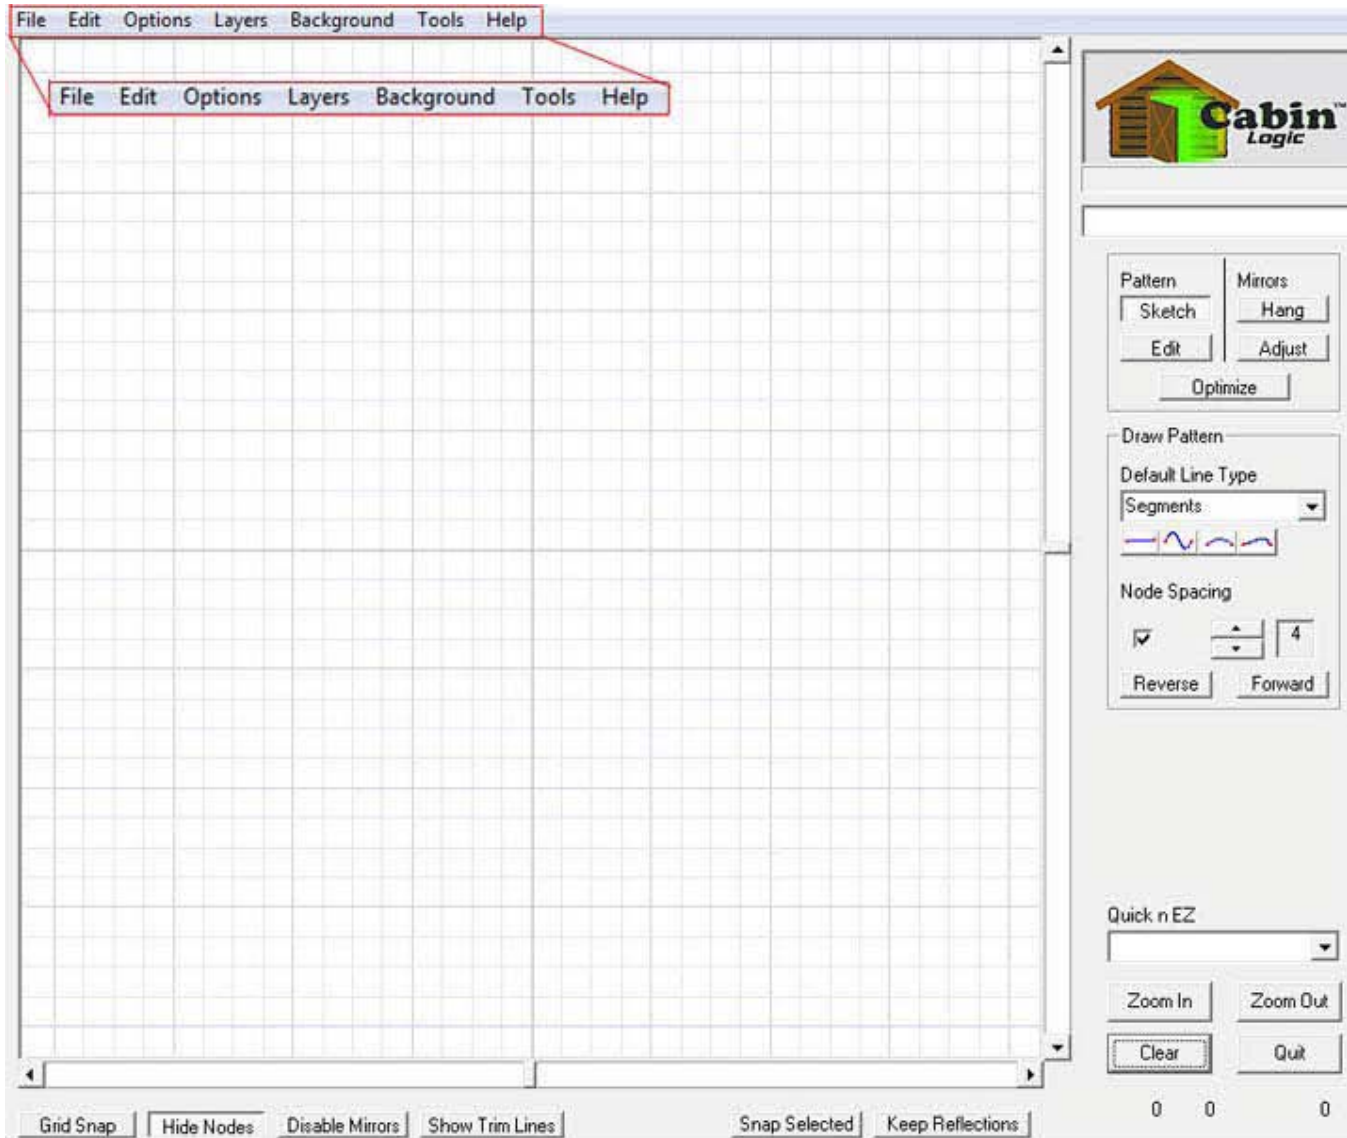 File Edit Options Layers Background Tools Help
File Edit Options Layers Background Tools Help
Cabin™
Logic
Pattern Mirrors
Sketch Hang
Edit Adjust
Optimize
Draw Pattern
Default Line Type
Segments
Node Spacing
4
Reverse Forward
Quick n EZ
Zoom In Zoom Out
Clear Quit
0 0 0
Grid Snap Hide Nodes Disable Mirrors Show Trim Lines Snap Selected Keep Reflections